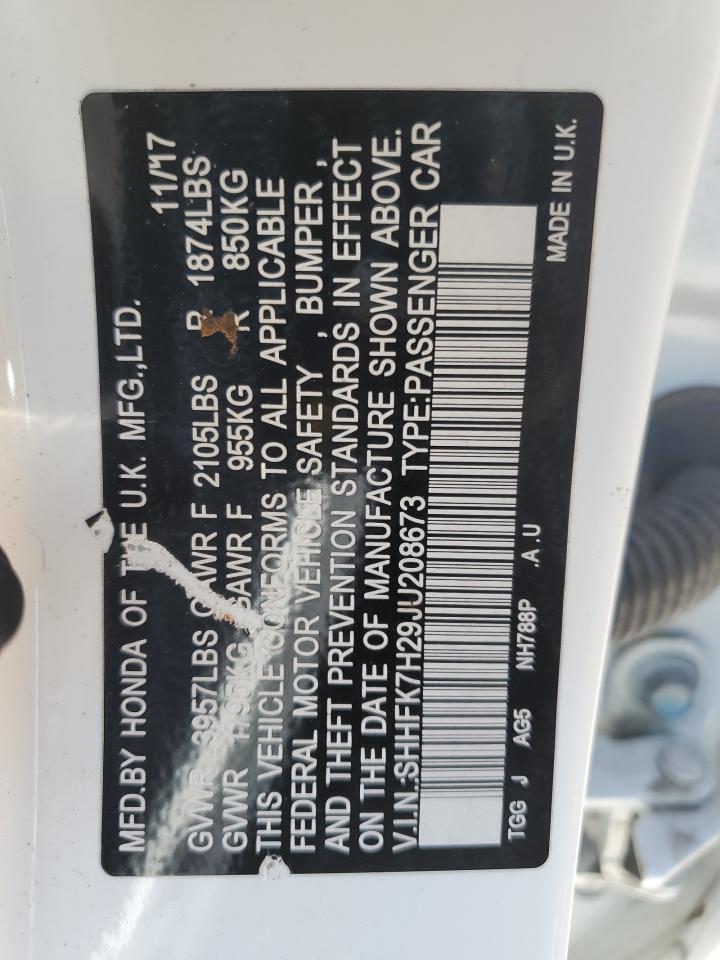 MFD.BY HONDA OF THE U.K. MFG.,LTD. 11/17
GVWR 3957LBS GAWR F 2105LBS R 1874LBS
GVWR 1795KG GAWR F 955KG R 850KG
THIS VEHICLE CONFORMS TO ALL APPLICABLE
FEDERAL MOTOR VEHICLE SAFETY , BUMPER ,
AND THEFT PREVENTION STANDARDS IN EFFECT
ON THE DATE OF MANUFACTURE SHOWN ABOVE.
V.I.N.:SHHFK7H29JU208673 TYPE:PASSENGER CAR
TGG J AG5 NH788P .A .U MADE IN U.K.